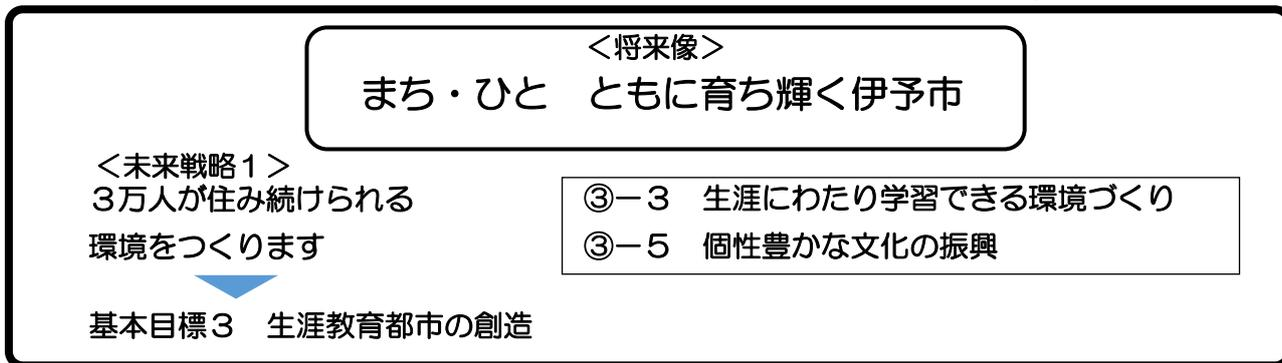 ＜将来像＞
まち・ひと　ともに育ち輝く伊予市
＜未来戦略１＞
３万人が住み続けられる
環境をつくります
基本目標３　生涯教育都市の創造
③－３　生涯にわたり学習できる環境づくり
③－５　個性豊かな文化の振興